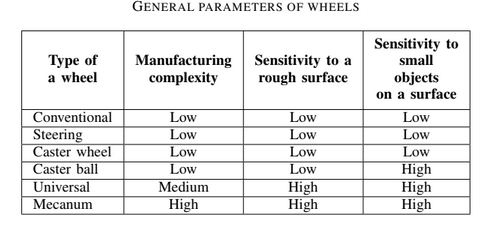 GENERAL PARAMETERS OF WHEELS
Type of a wheel | Manufacturing complexity | Sensitivity to a rough surface | Sensitivity to small objects on a surface
Conventional | Low | Low | Low
Steering | Low | Low | Low
Caster wheel | Low | Low | Low
Caster ball | Low | Low | High
Universal | Medium | High | High
Mecanum | High | High | High